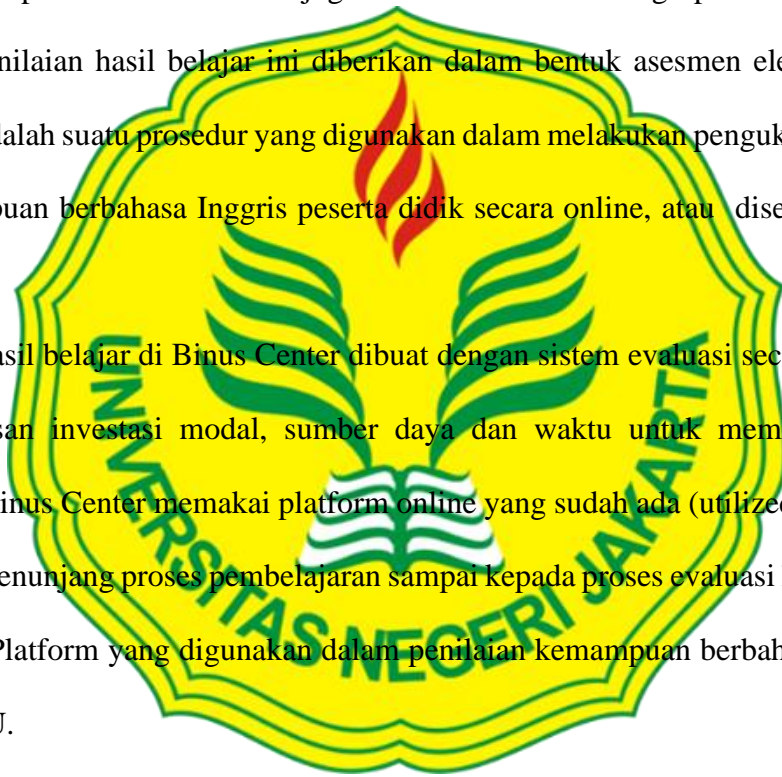 nilaian hasil belajar ini diberikan dalam bentuk asesmen ele
dalah suatu prosedur yang digunakan dalam melakukan penguk
puan berbahasa Inggris peserta didik secara online, atau dise
asil belajar di Binus Center dibuat dengan sistem evaluasi sec
san investasi modal, sumber daya dan waktu untuk mem
Binus Center memakai platform online yang sudah ada (utilized
enunjang proses pembelajaran sampai kepada proses evaluasi
Platform yang digunakan dalam penilaian kemampuan berbah
U.
UNIVERSITAS NEGERI JAKARTA